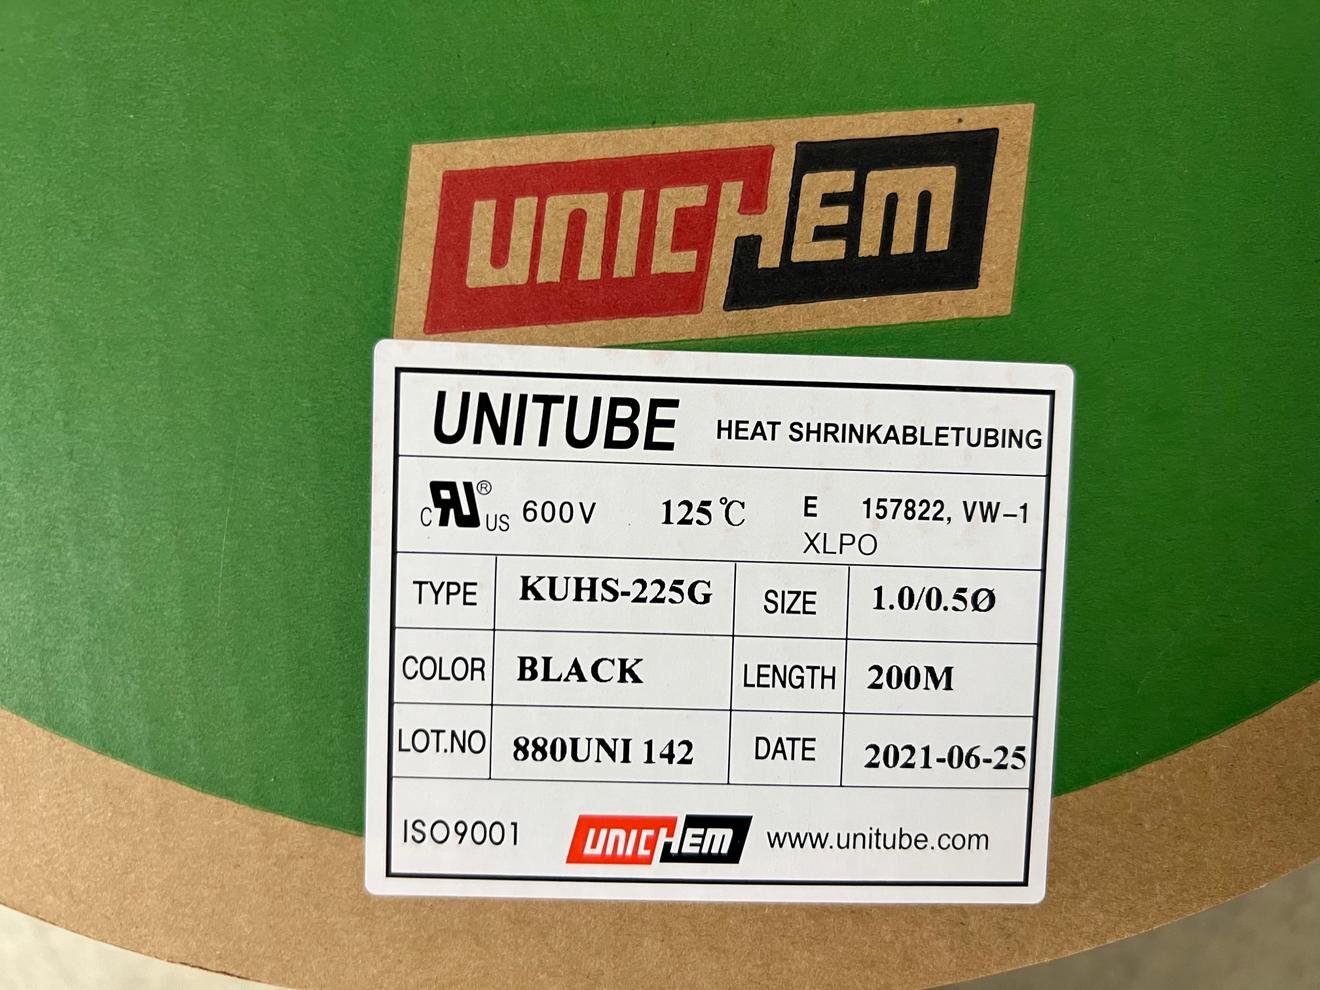 UNICHEM
UNITUBE HEAT SHRINKABLETUBING
C RU ® US 600V 125℃ E 157822, VW-1
XLPO
TYPE KUHS-225G SIZE 1.0/0.5Ø
COLOR BLACK LENGTH 200M
LOT.NO 880UNI 142 DATE 2021-06-25
ISO9001 UNICHEM www.unitube.com